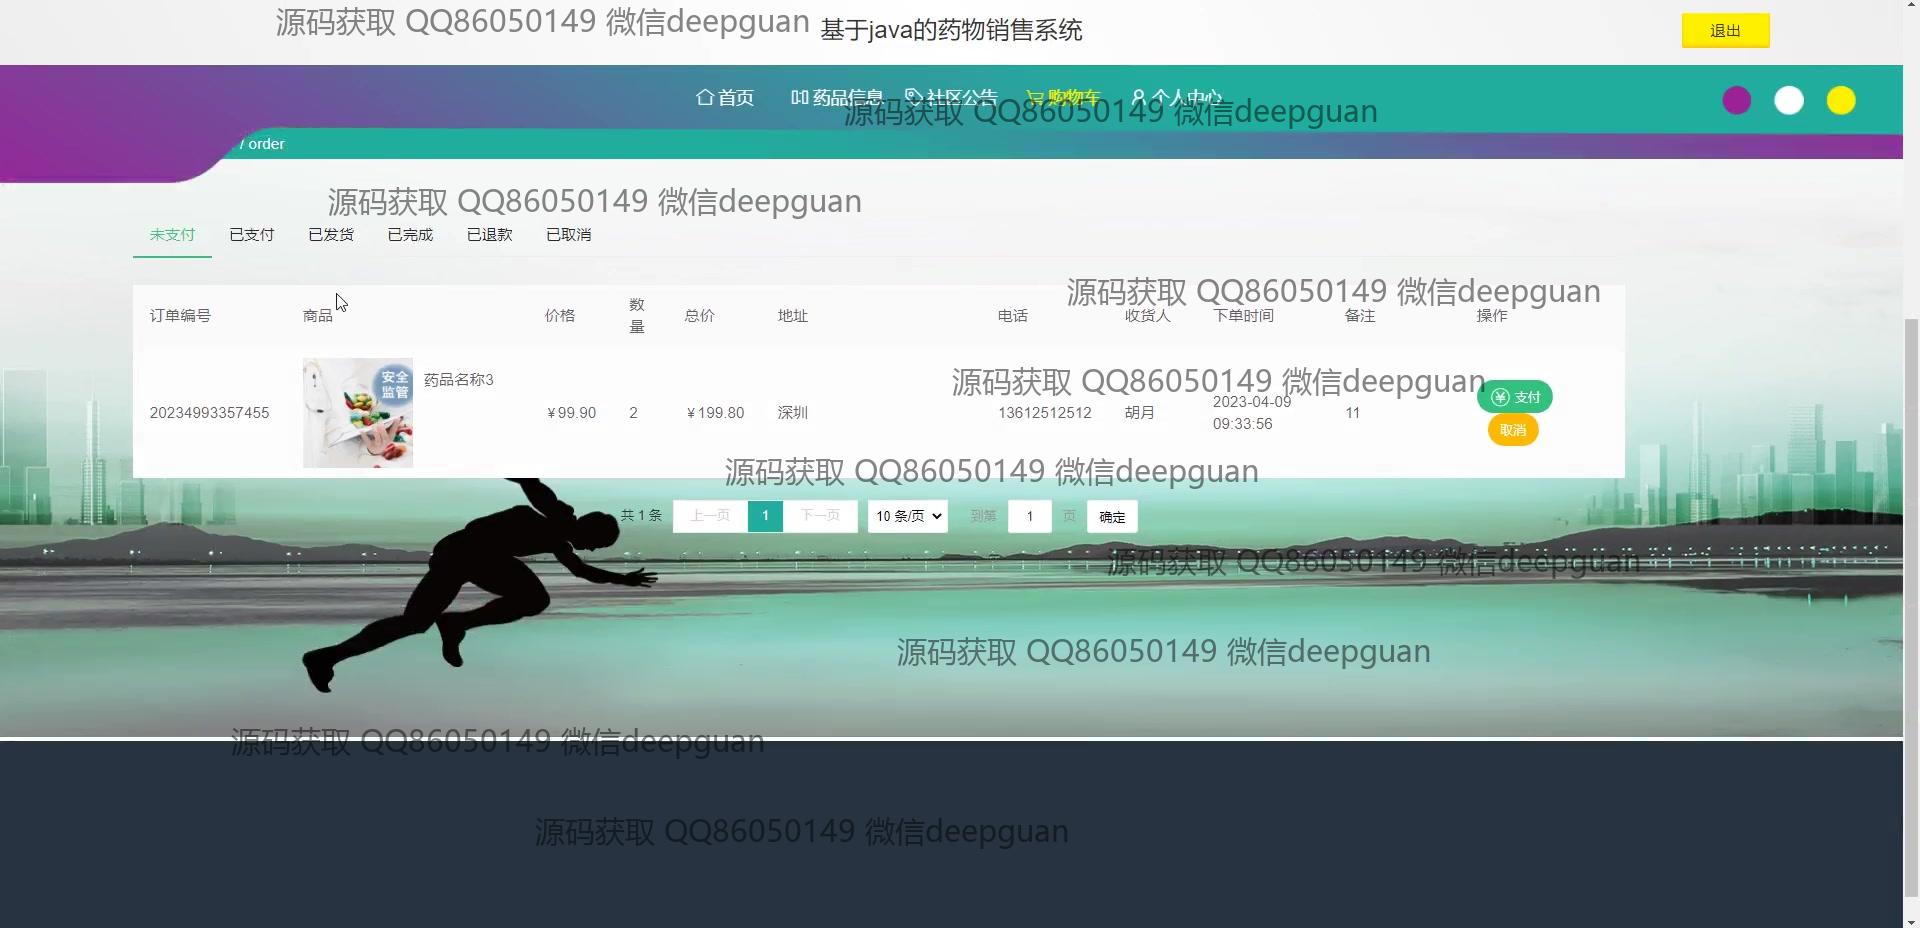 源码获取 QQ86050149 微信deepguan
基于java的药物销售系统
退出
首页 药品信息 社区公告 购物车 个人中心
源码获取 QQ86050149 微信deepguan
/ order
源码获取 QQ86050149 微信deepguan
未支付 已支付 已发货 已完成 已退款 已取消
源码获取 QQ86050149 微信deepguan
订单编号 商品 价格 数量 总价 地址 电话 收货人 下单时间 备注 操作
安全
监管
药品名称3
源码获取 QQ86050149 微信deepguan
20234993357455 ￥99.90 2 ￥199.80 深圳 13612512512 胡月 2023-04-09 09:33:56 11
支付
取消
源码获取 QQ86050149 微信deepguan
共 1 条 上一页 1 下一页 10 条/页 到第 1 页 确定
源码获取 QQ86050149 微信deepguan
源码获取 QQ86050149 微信deepguan
源码获取 QQ86050149 微信deepguan
源码获取 QQ86050149 微信deepguan